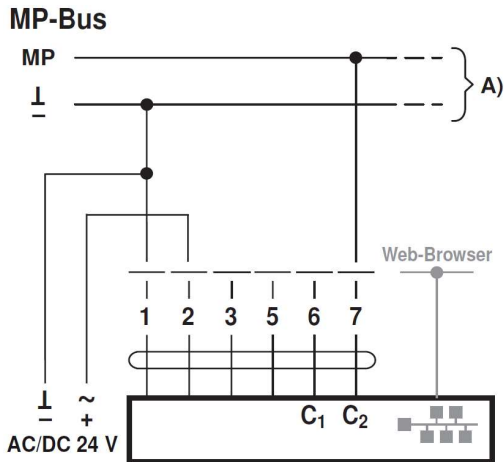 MP-Bus
MP
⊥
–
A)
Web-Browser
1 2 3 5 6 7
⊥ ~
– +
C1 C2
AC/DC 24 V